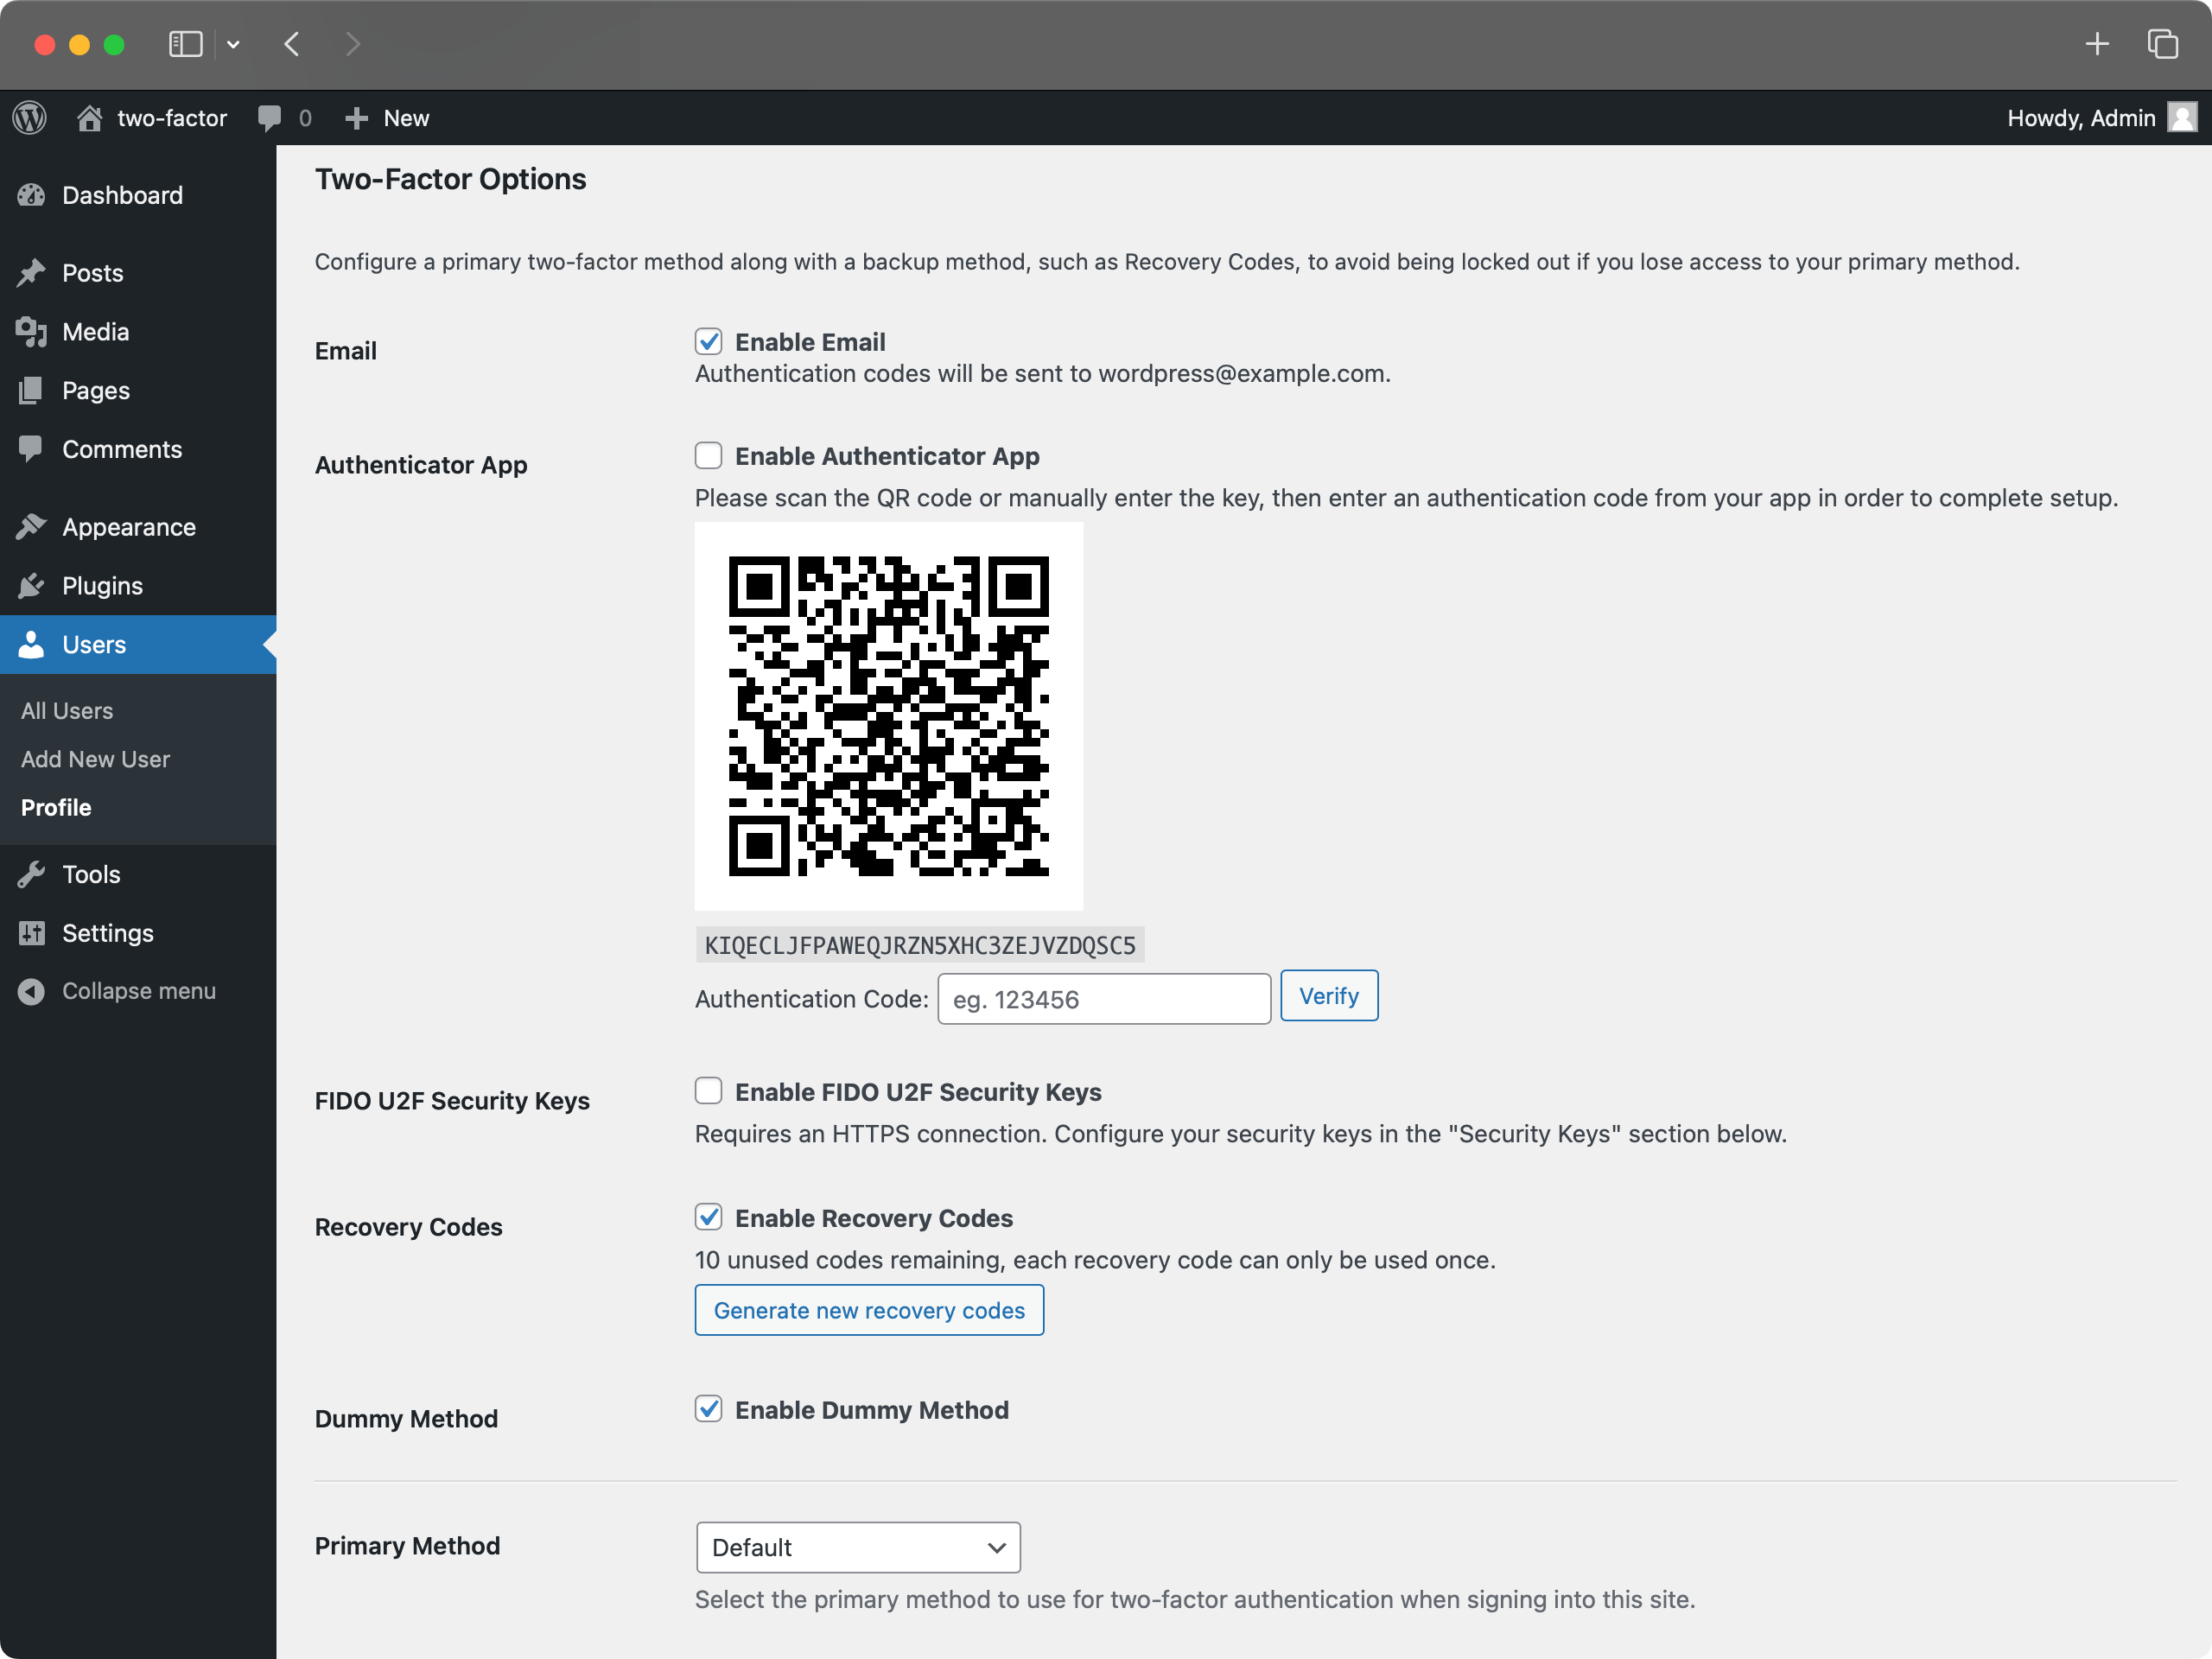 two-factor 0 New Howdy, Admin
Dashboard
Posts
Media
Pages
Comments
Appearance
Plugins
Users
All Users
Add New User
Profile
Tools
Settings
Collapse menu
Two-Factor Options
Configure a primary two-factor method along with a backup method, such as Recovery Codes, to avoid being locked out if you lose access to your primary method.
Email
Enable Email
Authentication codes will be sent to wordpress@example.com.
Authenticator App
Enable Authenticator App
Please scan the QR code or manually enter the key, then enter an authentication code from your app in order to complete setup.
KIQECLJFPAWEQJRZN5XHC3ZEJVZDQSC5
Authentication Code: eg. 123456 Verify
FIDO U2F Security Keys
Enable FIDO U2F Security Keys
Requires an HTTPS connection. Configure your security keys in the "Security Keys" section below.
Recovery Codes
Enable Recovery Codes
10 unused codes remaining, each recovery code can only be used once.
Generate new recovery codes
Dummy Method
Enable Dummy Method
Primary Method
Default
Select the primary method to use for two-factor authentication when signing into this site.